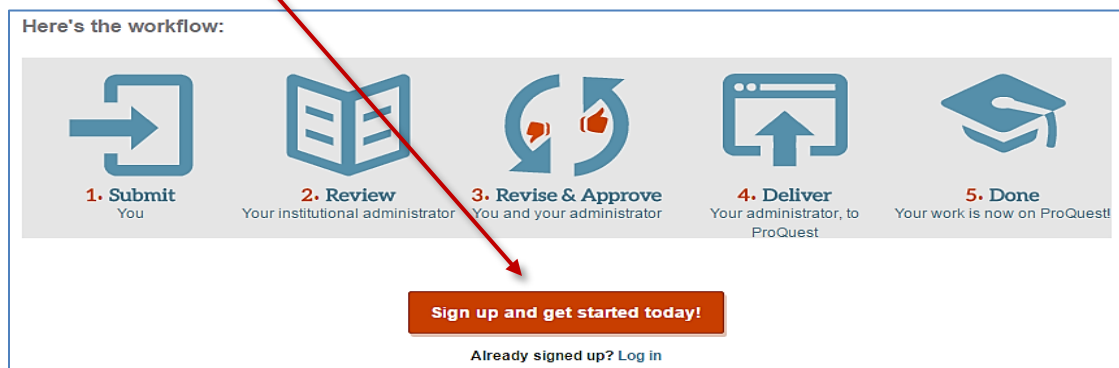 Here's the workflow:
1. Submit
You
2. Review
Your institutional administrator
3. Revise & Approve
You and your administrator
4. Deliver
Your administrator, to
ProQuest
5. Done
Your work is now on ProQuest!
Sign up and get started today!
Already signed up? Log in